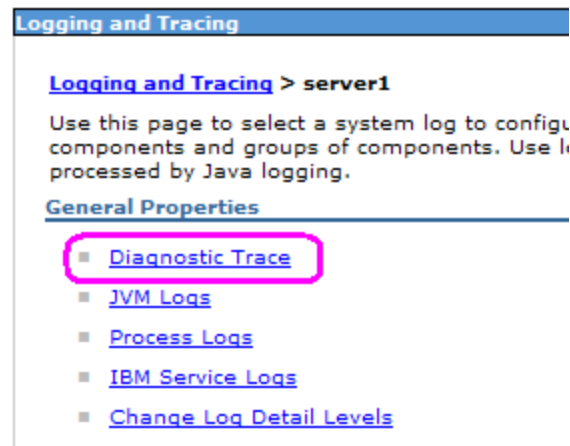 Logging and Tracing
Logging and Tracing > server1
Use this page to select a system log to
components and groups of components. Use
processed by Java logging.
General Properties
Diagnostic Trace
JVM Logs
Process Logs
IBM Service Logs
Change Log Detail Levels